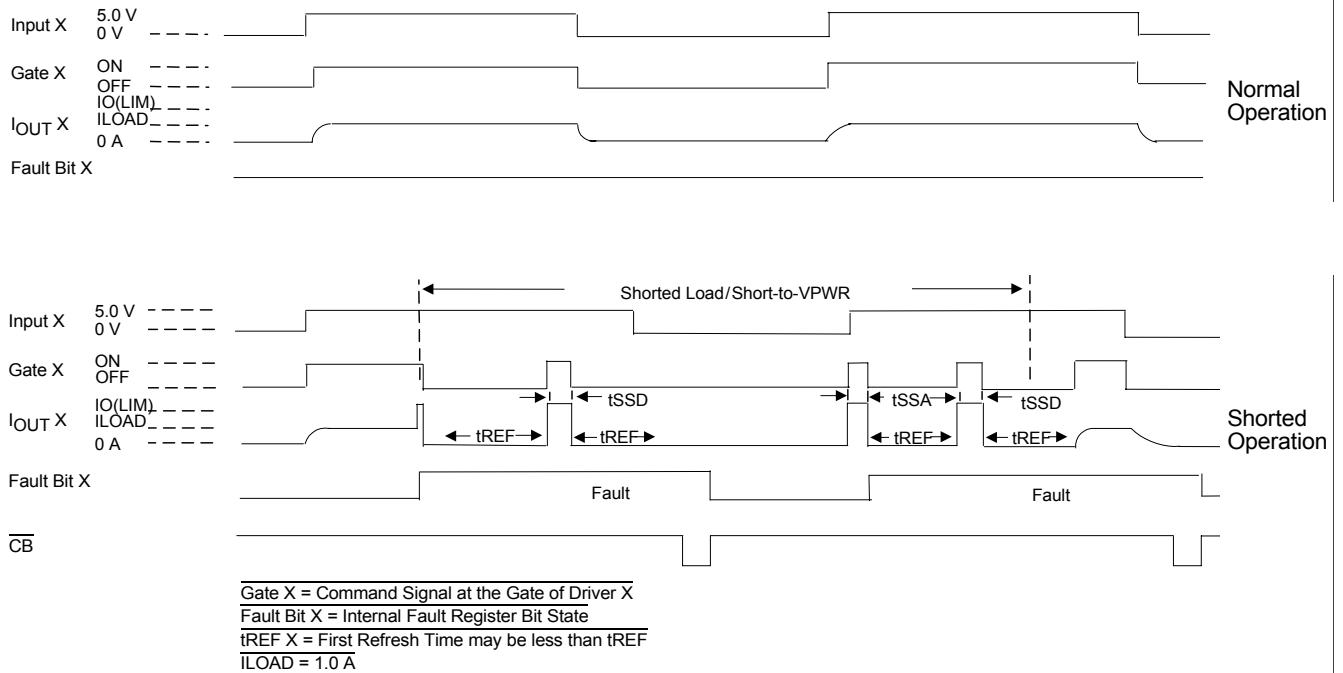 Input X 5.0 V
0 V
Gate X ON
OFF
IO(LIM)
IOUT X ILOAD
0 A
Fault Bit X
Normal
Operation
Shorted Load/Short-to-VPWR
Input X 5.0 V
0 V
Gate X ON
OFF
tSSD tSSA tSSD
IO(LIM)
IOUT X ILOAD
0 A
tREF tREF tREF tREF
Shorted
Operation
Fault Bit X
Fault Fault
CB
Gate X = Command Signal at the Gate of Driver X
Fault Bit X = Internal Fault Register Bit State
tREF X = First Refresh Time may be less than tREF
ILOAD = 1.0 A